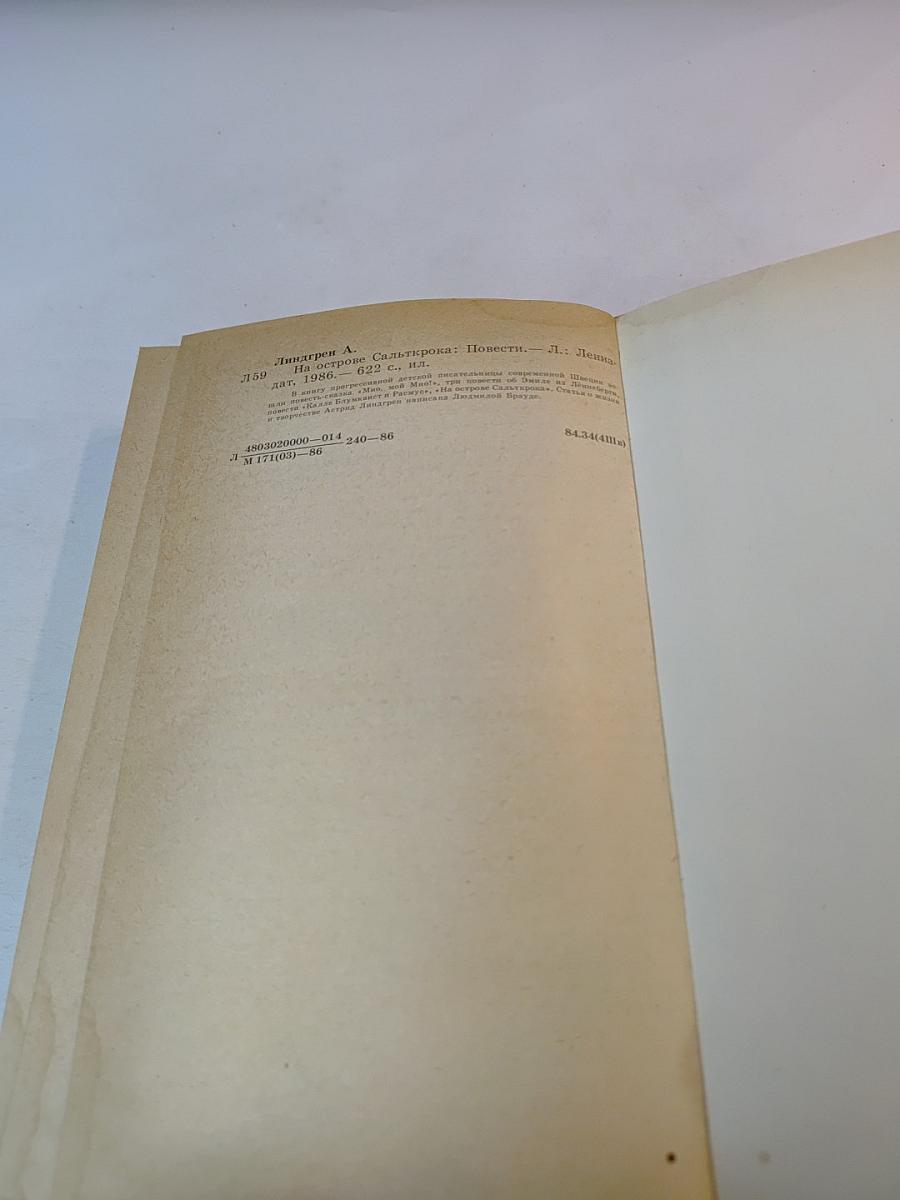 Линдгрен А.
Л59 На острове Сальткрока: Повести.— Л.: Лениз-
дат, 1986.— 622 с., ил.
В книгу прогрессивной детской писательницы современной Швеции во-
шли повесть-сказка «Мио, мой Мио!», три повести об Эмиле из Лённеберги,
повести «Калле Блумквист и Расмус», «На острове Сальткрока». Статья о жизни
и творчестве Астрид Линдгрен написана Людмилой Брауде.
Л 4803020000—014 240—86 84.34(4Шв)
М171(03)—86